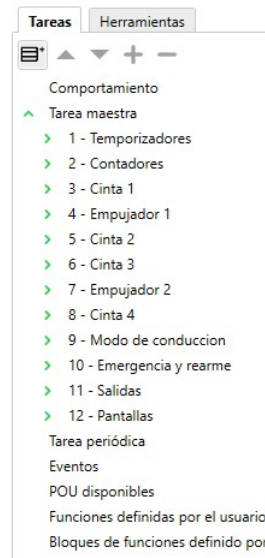 Tareas Herramientas
Comportamiento
Tarea maestra
1 - Temporizadores
2 - Contadores
3 - Cinta 1
4 - Empujador 1
5 - Cinta 2
6 - Cinta 3
7 - Empujador 2
8 - Cinta 4
9 - Modo de conduccion
10 - Emergencia y rearme
11 - Salidas
12 - Pantallas
Tarea periódica
Eventos
POU disponibles
Funciones definidas por el usuario
Bloques de funciones definido por